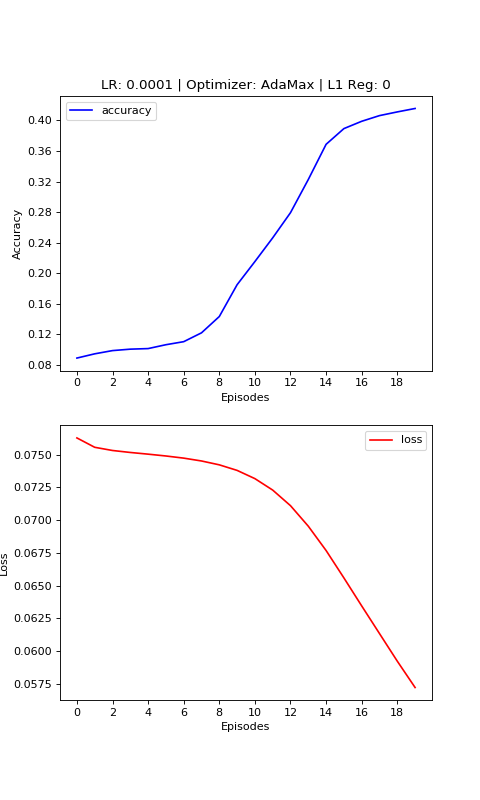 LR: 0.0001 | Optimizer: AdaMax | L1 Reg: 0
accuracy
0.40
0.36
0.32
0.28
0.24
0.20
0.16
0.12
0.08
Accuracy
0 2 4 6 8 10 12 14 16 18
Episodes
loss
0.0750
0.0725
0.0700
0.0675
0.0650
0.0625
0.0600
0.0575
Loss
0 2 4 6 8 10 12 14 16 18
Episodes